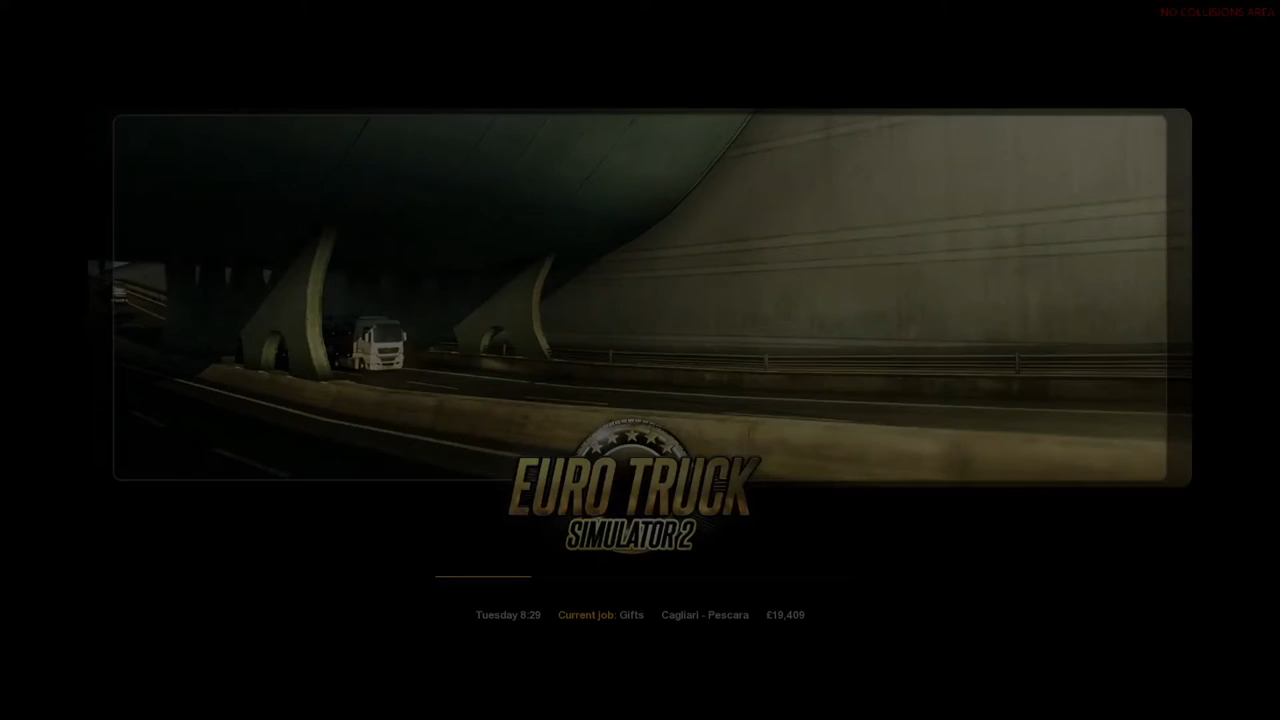 NO COLLISIONS AREA
EURO TRUCK
SIMULATOR 2
Tuesday 8:29 Current job: Gifts Cagliari - Pescara £19,409